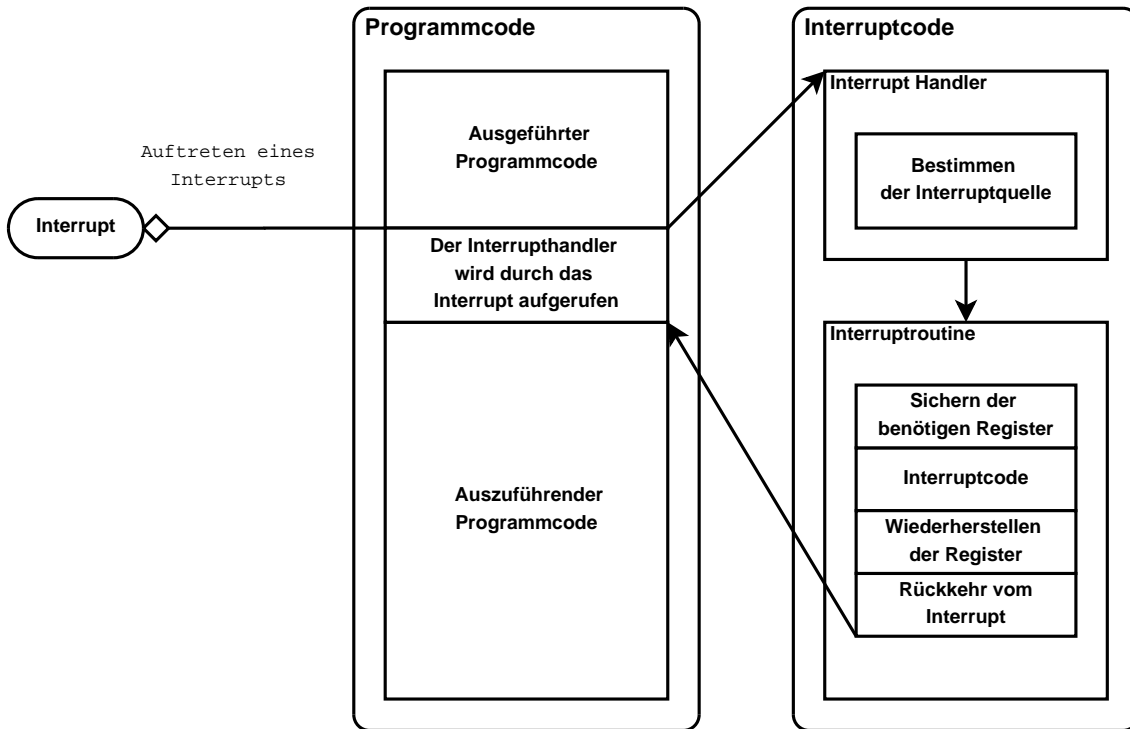 Programmcode
Interruptcode
Interrupt Handler
Ausgeführter
Programmcode
Auftreten eines
Interrupts
Bestimmen
der Interruptquelle
Interrupt
Der Interrupthandler
wird durch das
Interrupt aufgerufen
Interruptroutine
Sichern der
benötigen Register
Interruptcode
Auszuführender
Programmcode
Wiederherstellen
der Register
Rückkehr vom
Interrupt